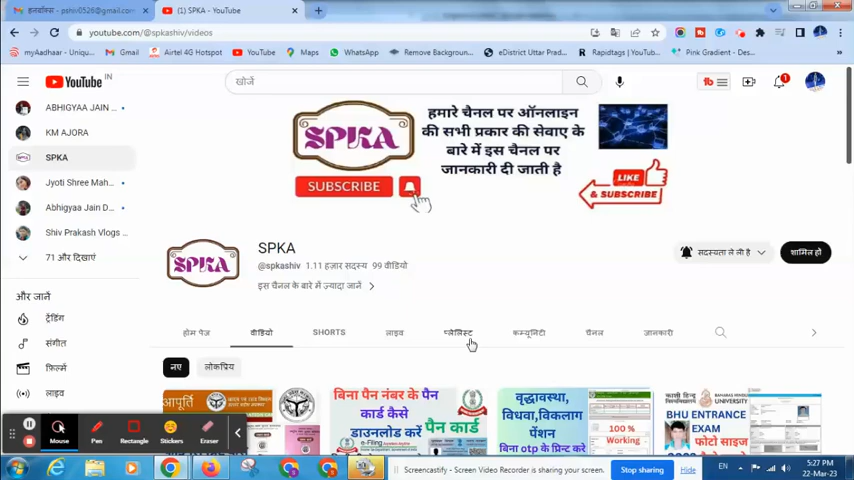 इनबॉक्स - pshiv0526@gmail.com
(1) SPKA - YouTube
youtube.com/@spkashiv/videos
myAadhaar - Uniqu...
Gmail
Airtel 4G Hotspot
YouTube
Maps
WhatsApp
Remove Backgroun...
eDistrict Uttar Prad...
Rapidtags | YouTub...
Pink Gradient - Des...
YouTube IN
खोजें
1
ABHIGYAA JAIN ...
KM AJORA
SPKA
Jyoti Shree Mah...
Abhigyaa Jain D...
Shiv Prakash Vlogs ...
71 और दिखाएं
और जानें
ट्रेंडिंग
संगीत
फ़िल्में
लाइव
SPKA
SUBSCRIBE
हमारे चैनल पर ऑनलाइन
की सभी प्रकार की सेवाए के
बारे में इस चैनल पर
जानकारी दी जाती है
LIKE
& SUBSCRIBE
SPKA
SPKA
@spkashiv 1.11 हज़ार सदस्य 99 वीडियो
इस चैनल के बारे में ज़्यादा जानें
सदस्यता ले ली है
शामिल हों
होम पेज
वीडियो
SHORTS
लाइव
प्लेलिस्ट
कम्यूनिटी
चैनल
जानकारी
नए
लोकप्रिय
आपूर्ति
बिना पैन नंबर के पैन
कार्ड कैसे
डाउनलोड करें
पैन कार्ड
e-Filing
वृद्धावस्था,
विधवा,विकलाग
पेंशन
बिना otp के प्रिन्ट करे
100 %
Working
BHU ENTRANCE
EXAM
फोटो साइज
Mouse
Pen
Rectangle
Stickers
Eraser
Screencastify - Screen Video Recorder is sharing your screen.
Stop sharing
Hide
EN
5:27 PM
22-Mar-23